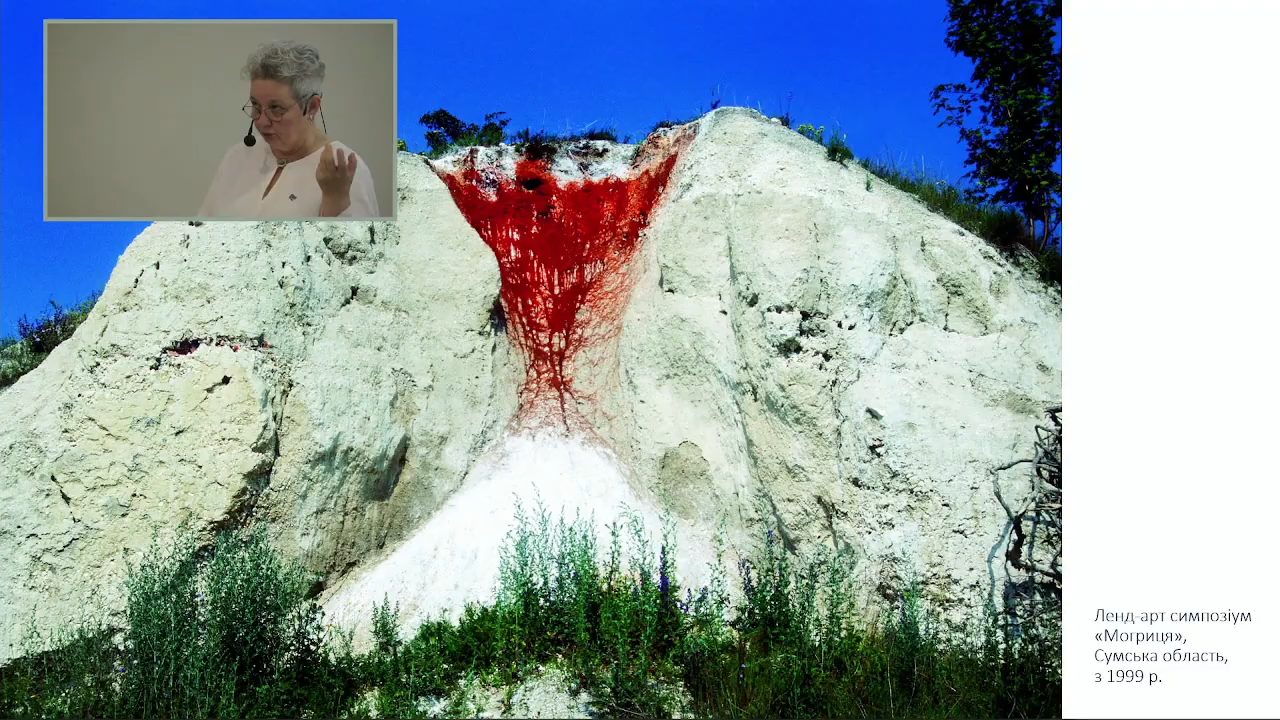 Ленд-арт симпозіум
«Могриця»,
Сумська область,
з 1999 р.